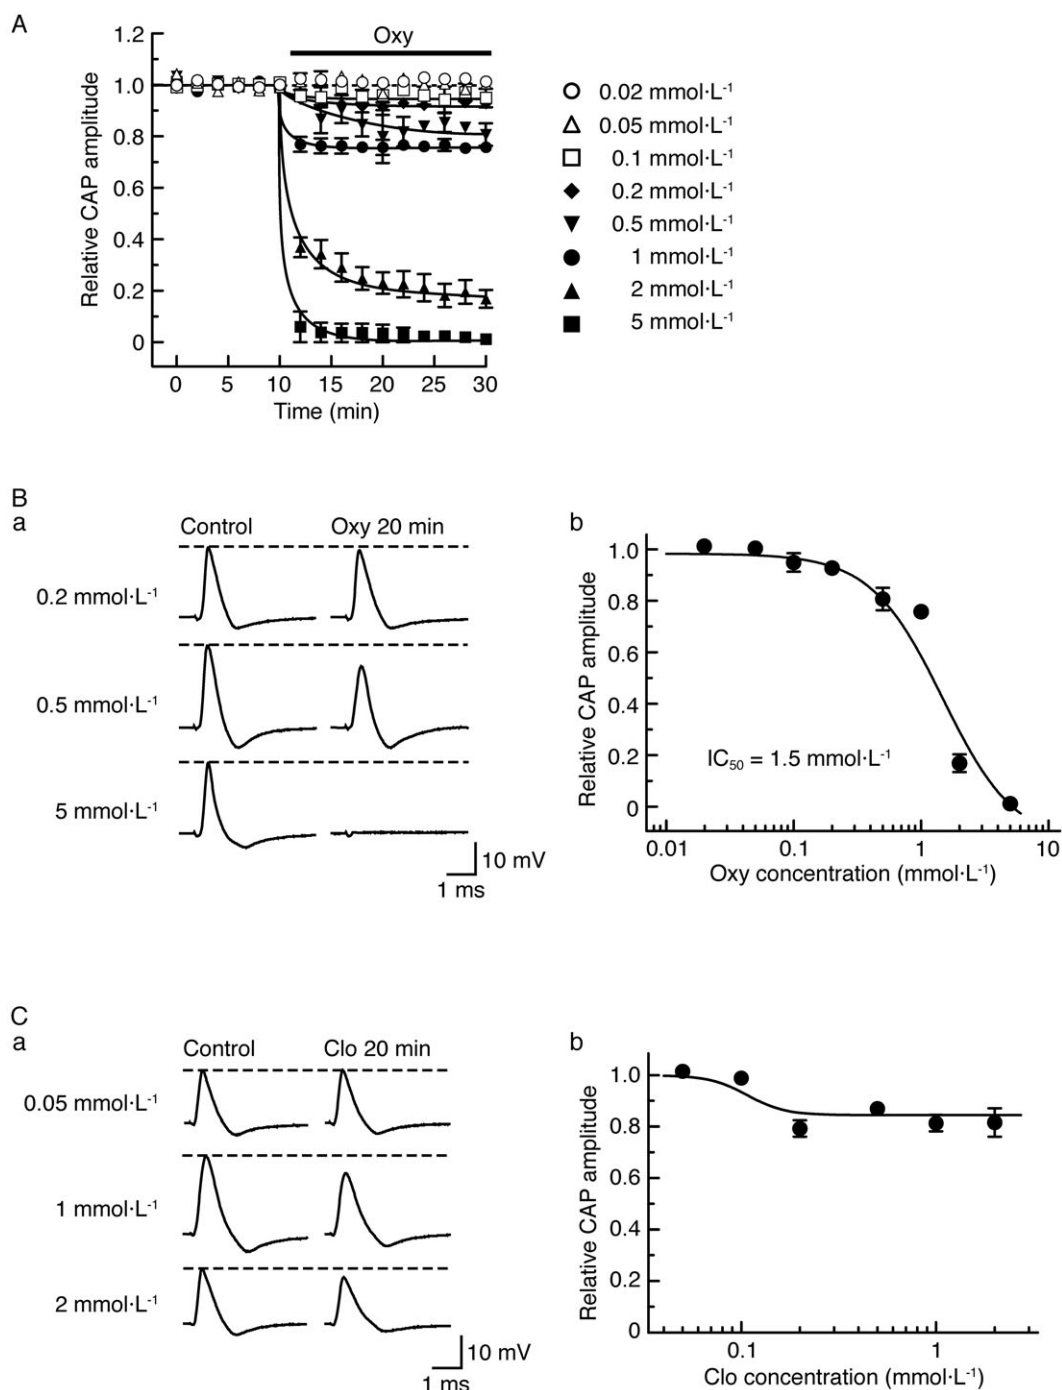 A
Oxy
1.2
1.0
0.8
0.6
0.4
0.2
0
Relative CAP amplitude
0 5 10 15 20 25 30
Time (min)
0.02 mmol·L⁻¹
0.05 mmol·L⁻¹
0.1 mmol·L⁻¹
0.2 mmol·L⁻¹
0.5 mmol·L⁻¹
1 mmol·L⁻¹
2 mmol·L⁻¹
5 mmol·L⁻¹
B
a
Control Oxy 20 min
0.2 mmol·L⁻¹
0.5 mmol·L⁻¹
5 mmol·L⁻¹
10 mV
1 ms
b
1.0
0.8
0.6
0.4
0.2
0
Relative CAP amplitude
IC₅₀ = 1.5 mmol·L⁻¹
0.01 0.1 1 10
Oxy concentration (mmol·L⁻¹)
C
a
Control Clo 20 min
0.05 mmol·L⁻¹
1 mmol·L⁻¹
2 mmol·L⁻¹
10 mV
1 ms
b
1.0
0.8
0.6
0.4
0.2
0
Relative CAP amplitude
0.1 1
Clo concentration (mmol·L⁻¹)